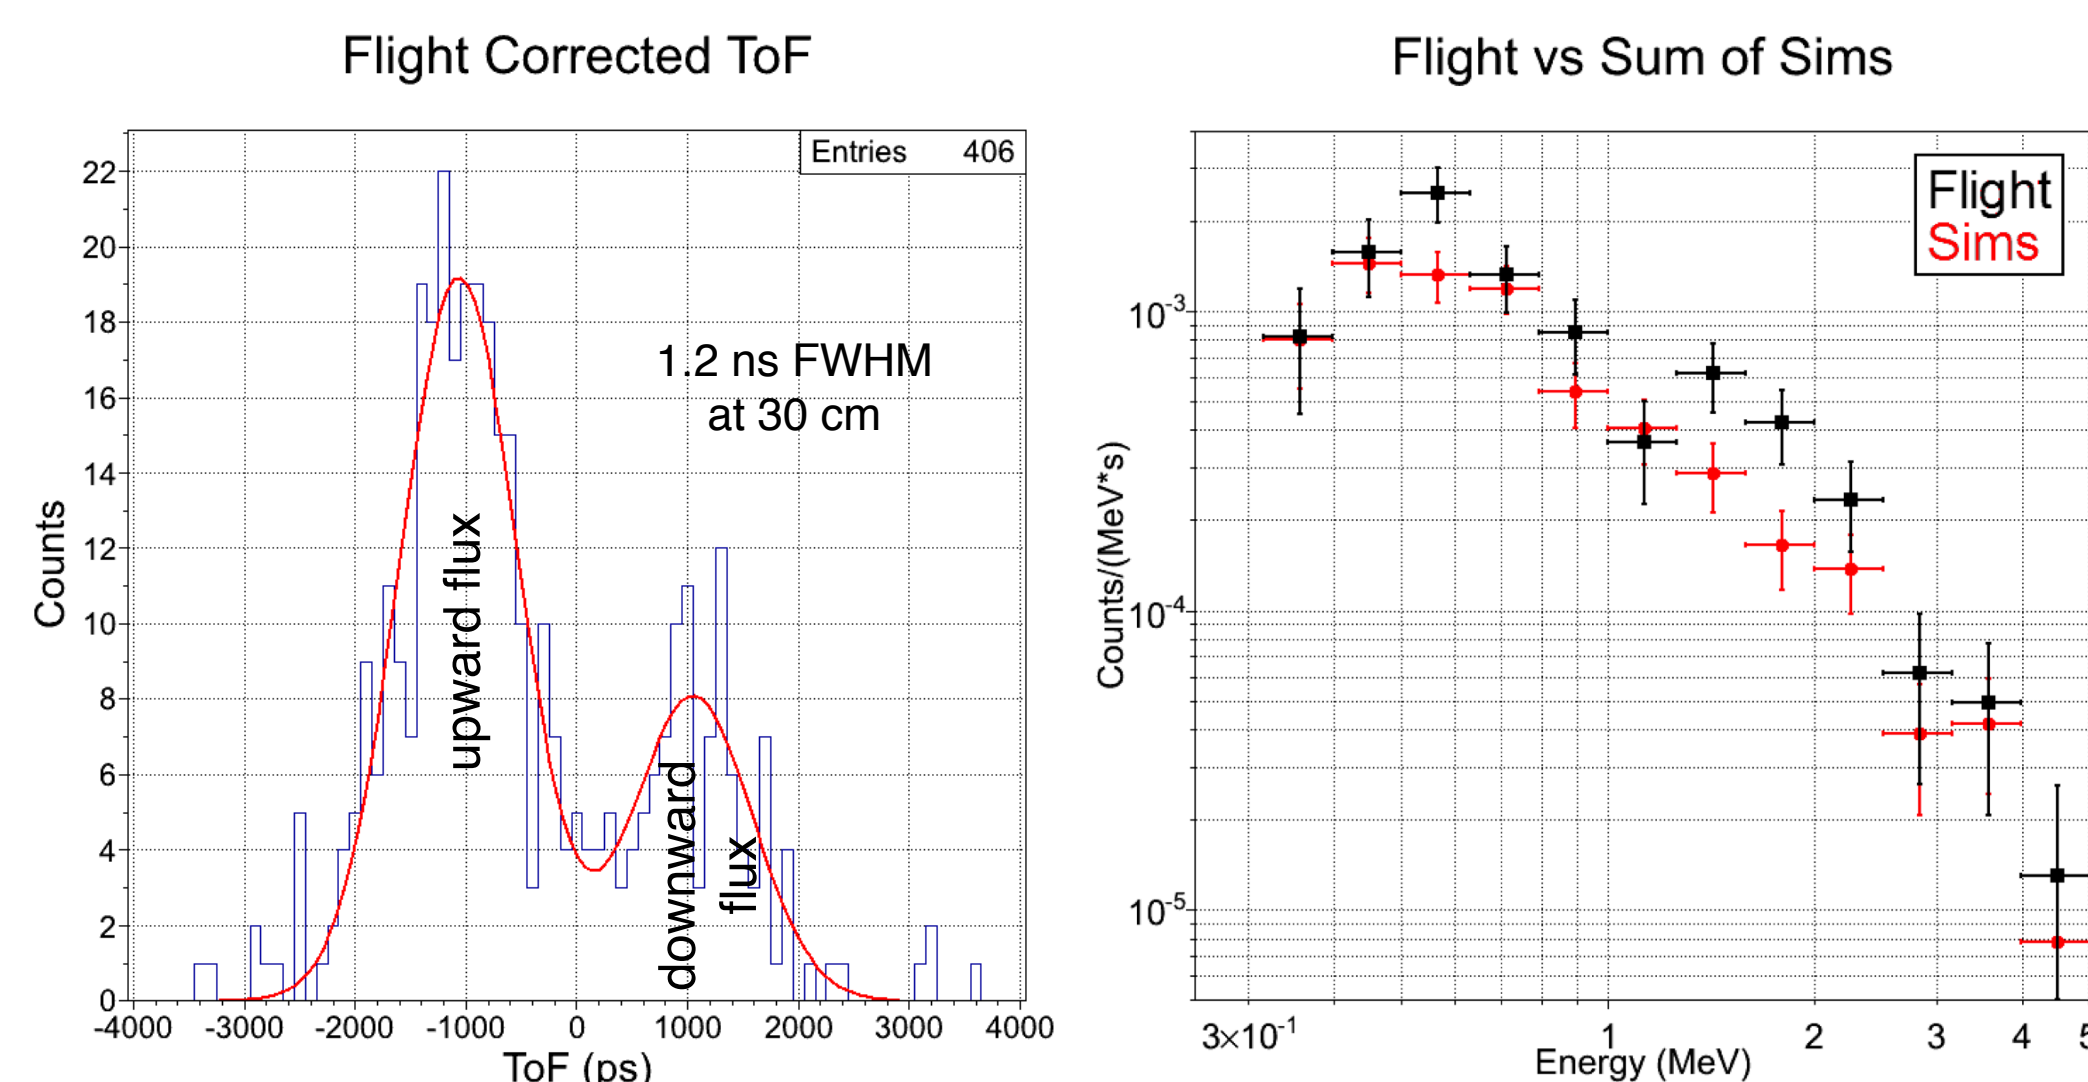 Flight Corrected ToF
Entries 406
22
20
18
16
14
12
10
8
6
4
2
0
Counts
1.2 ns FWHM
at 30 cm
upward flux
downward
flux
-4000 -3000 -2000 -1000 0 1000 2000 3000 4000
ToF (ps)
Flight vs Sum of Sims
Flight
Sims
10⁻³
10⁻⁴
10⁻⁵
Counts/(MeV*s)
3×10⁻¹ 1 2 3 4 5
Energy (MeV)